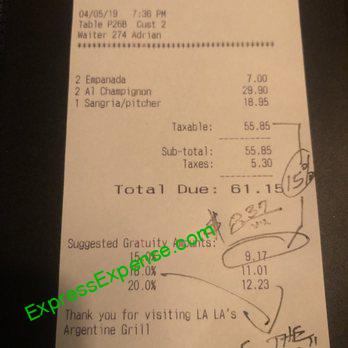 04/05/19 7:36 PM
Table P26B Cust 2
Waiter 274 Adrian
2 Empanada 7.00
2 Al Champignon 29.90
1 Sangria/pitcher 18.95
Taxable: 55.85
Sub-total: 55.85
Taxes: 5.30
Total Due: 61.15
15%
$ 8.37
Suggested Gratuity Amounts:
15.0% 9.17
18.0% 11.01
20.0% 12.23
Thank you for visiting LA LA's
Argentine Grill
THE
ExpressExpense.com